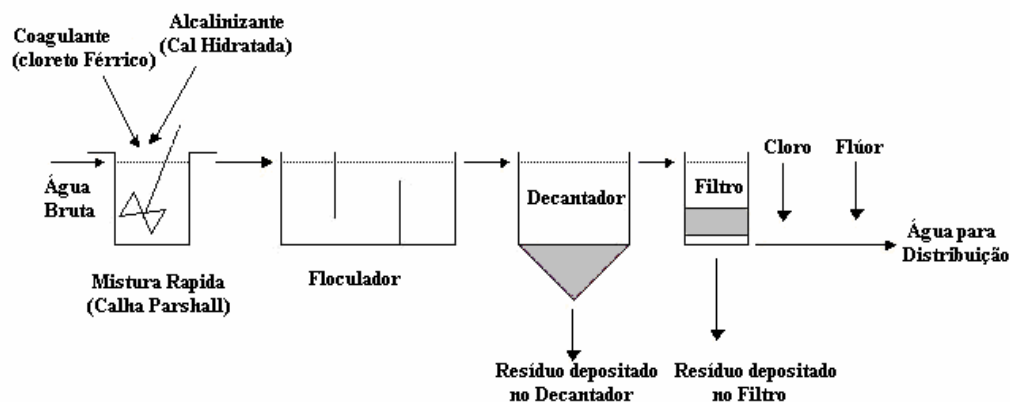 Coagulante
(cloreto Férrico)
Alcalinizante
(Cal Hidratada)
Água
Bruta
Mistura Rapida
(Calha Parshall)
Floculador
Decantador
Filtro
Cloro
Flúor
Água para
Distribuição
Resíduo depositado
no Decantador
Resíduo depositado
no Filtro